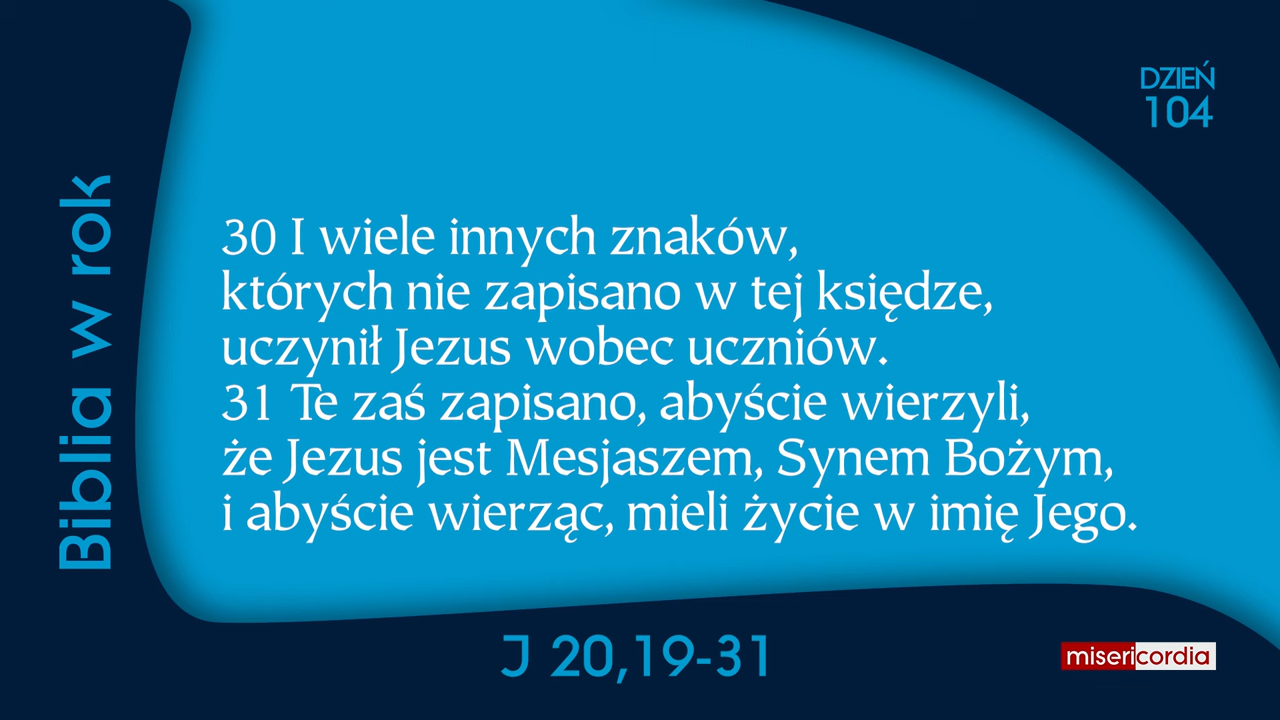 DZIEŃ
104
Biblia w rok
30 I wiele innych znaków,
których nie zapisano w tej księdze,
uczynił Jezus wobec uczniów.
31 Te zaś zapisano, abyście wierzyli,
że Jezus jest Mesjaszem, Synem Bożym,
i abyście wierząc, mieli życie w imię Jego.
J 20,19-31
misericordia